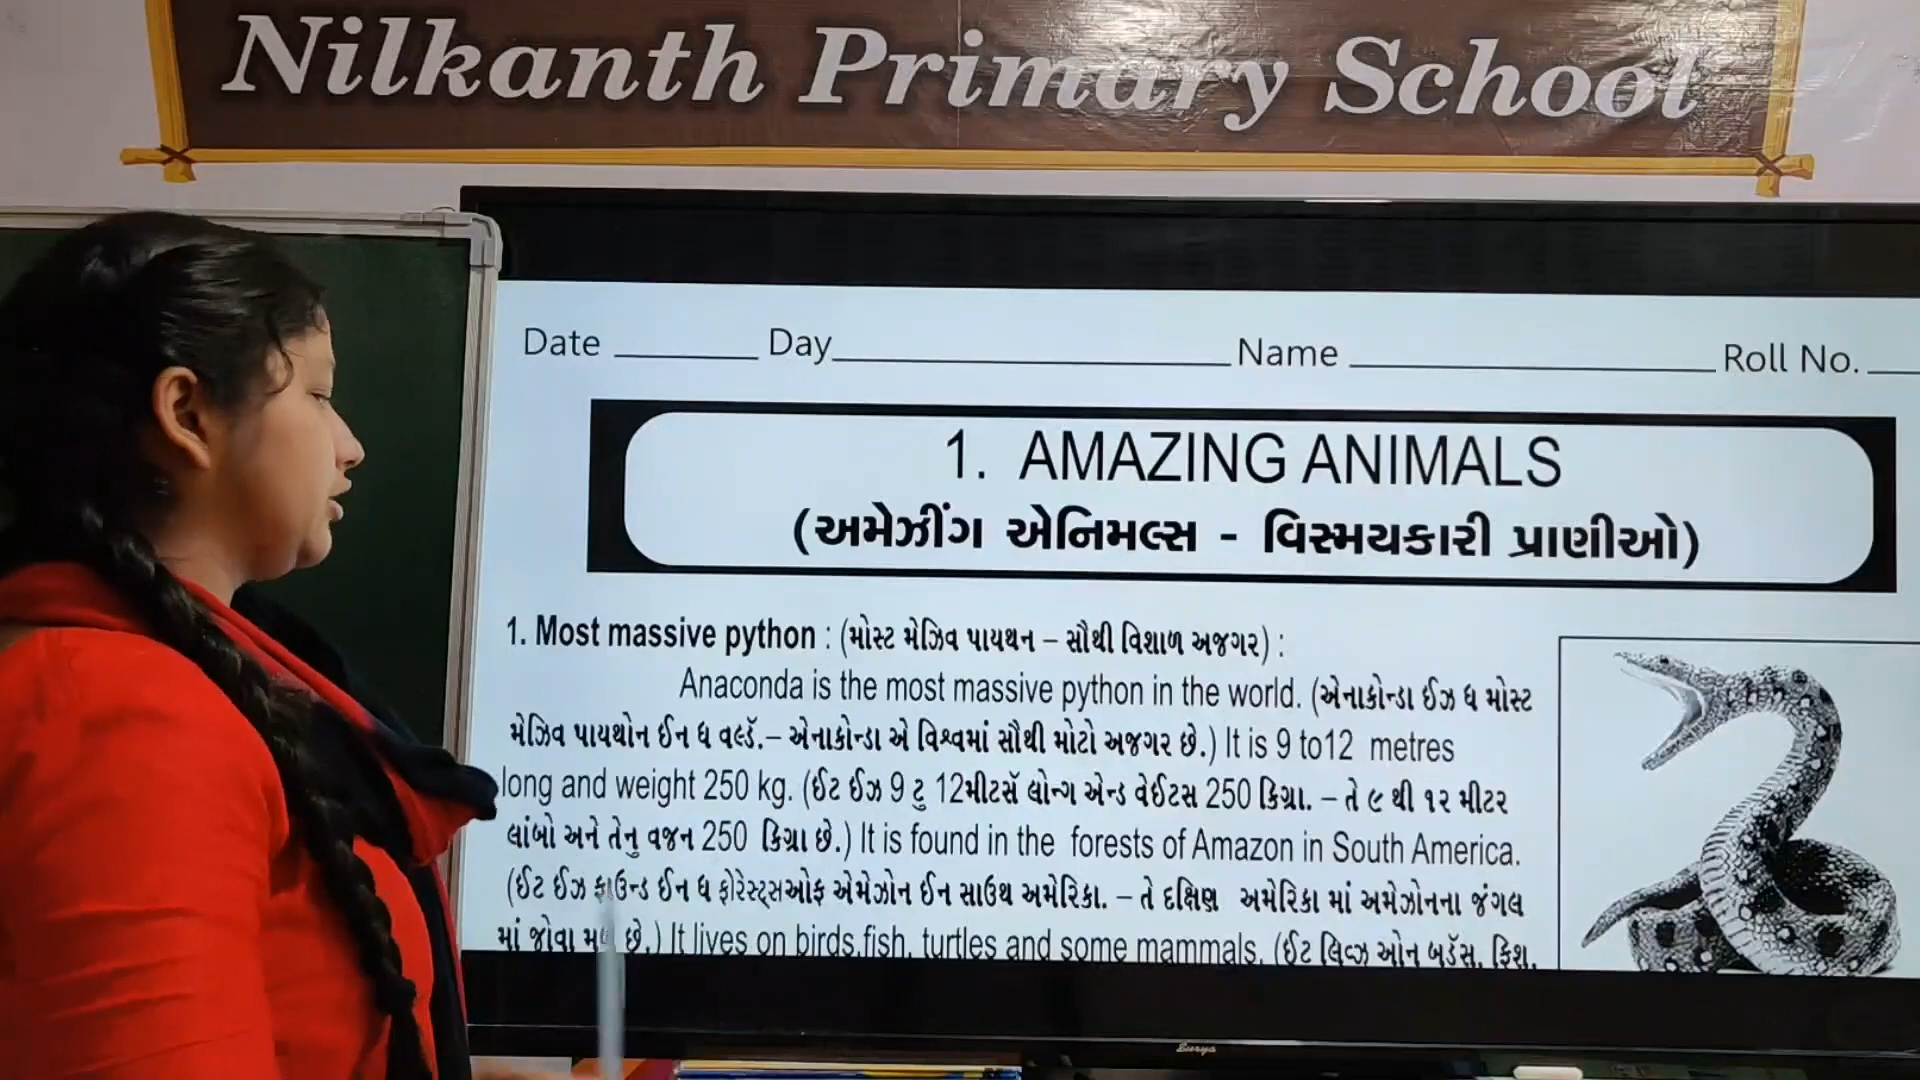 Nilkanth Primary School
Date ________ Day______________________Name ____________________Roll No. ___
1. AMAZING ANIMALS
(અમેઝીંગ એનિમલ્સ - વિસ્મયકારી પ્રાણીઓ)
1. Most massive python : (મોસ્ટ મેઝિવ પાયથન – સૌથી વિશાળ અજગર) :
Anaconda is the most massive python in the world. (એનાકોન્ડા ઈઝ ધ મોસ્ટ
મેઝિવ પાયથોન ઈન ધ વર્લ્ડ.– એનાકોન્ડા એ વિશ્વમાં સૌથી મોટો અજગર છે.) It is 9 to12 metres
long and weight 250 kg. (ઈટ ઈઝ 9 ટુ 12મીટર્સ લોન્ગ એન્ડ વેઈટસ 250 કિગ્રા. – તે ૯ થી ૧૨ મીટર
લાંબો અને તેનુ વજન 250 કિગ્રા છે.) It is found in the forests of Amazon in South America.
(ઈટ ઈઝ ફાઉન્ડ ઈન ધ ફોરેસ્ટ્સઓફ એમેઝોન ઈન સાઉથ અમેરિકા. – તે દક્ષિણ અમેરિકા માં અમેઝોનના જંગલ
માં જોવા છે.) It lives on birds,fish, turtles and some mammals. (ઈટ લિવ્ઝ ઓન બર્ડ્સ, ફિશ,
Surya